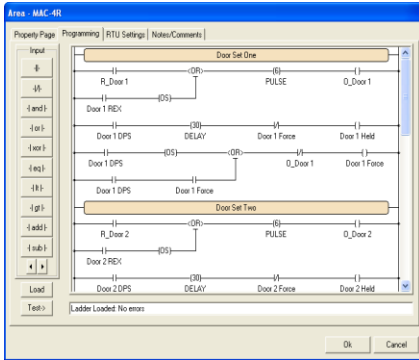 Area - MAC-4R
Property Page Programming RTU Settings Notes/Comments
Input
-| and |-
-| or |-
-| xor |-
-| eq |-
-| lt |-
-| gt |-
-| add |-
-| sub |-
Load
Test->
Door Set One
<OR> (6)
R_Door 1 PULSE O_Door 1
(OS)
Door 1 REX
(30)
Door 1 DPS DELAY Door 1 Force Door 1 Held
(OS) <OR>
Door 1 DPS O_Door 1 Door 1 Force
Door 1 DPS Door 1 Force
Door Set Two
<OR> (6)
R_Door 2 PULSE O_Door 2
(OS)
Door 2 REX
(30)
Door 2 DPS DELAY Door 2 Force Door 2 Held
Ladder Loaded: No errors
Ok Cancel